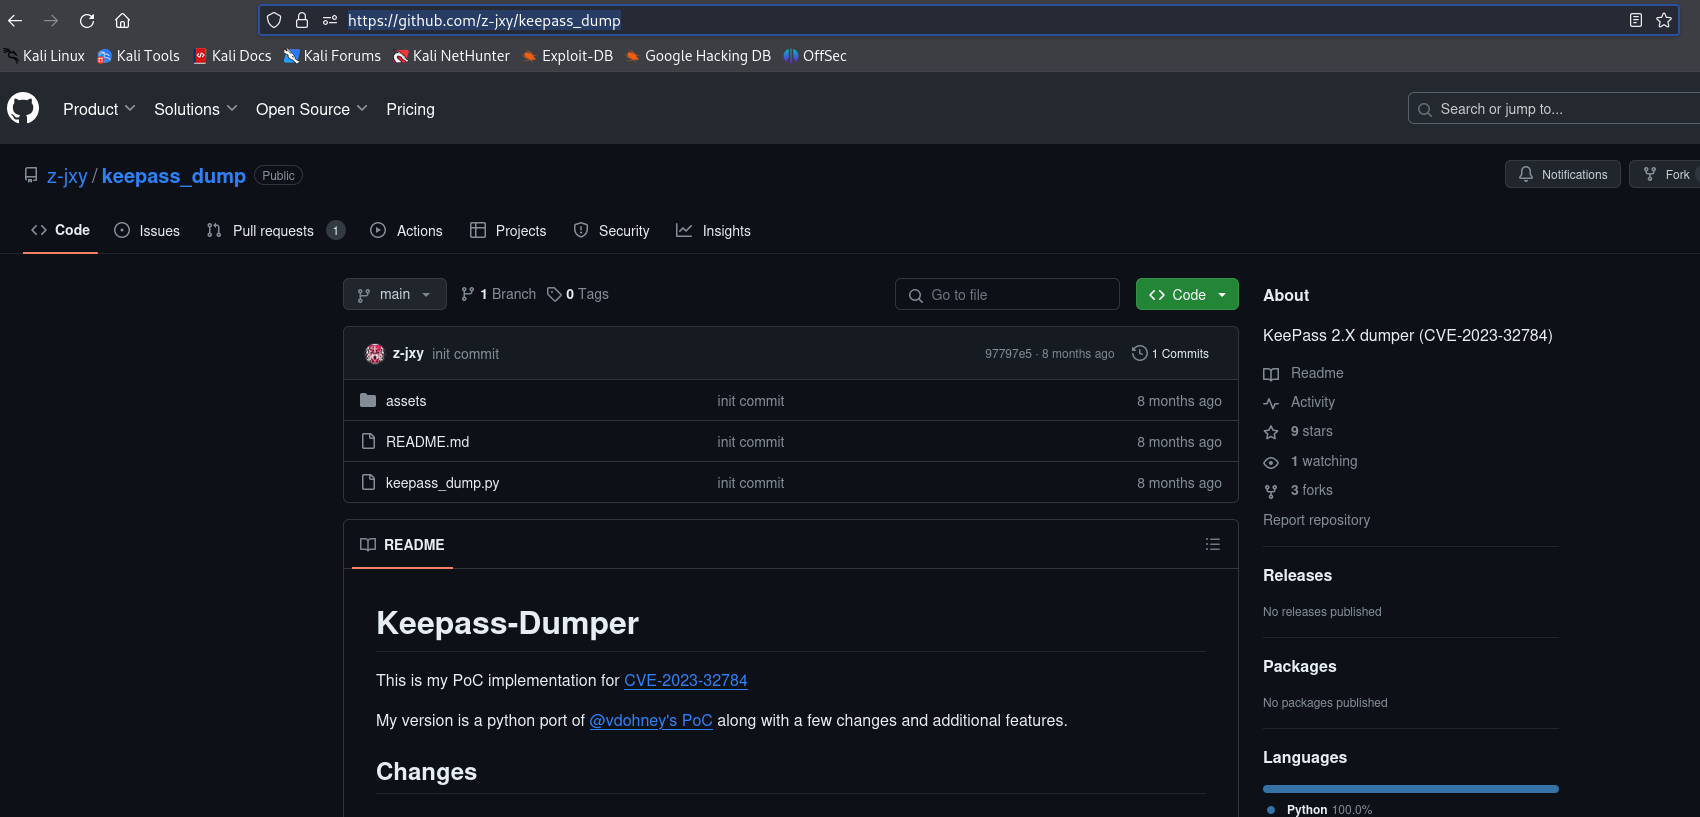 https://github.com/z-jxy/keepass_dump
Kali Linux Kali Tools Kali Docs Kali Forums Kali NetHunter Exploit-DB Google Hacking DB OffSec
Product Solutions Open Source Pricing Search or jump to...
z-jxy / keepass_dump Public Notifications Fork
Code Issues Pull requests 1 Actions Projects Security Insights
main 1 Branch 0 Tags Go to file Code
z-jxy init commit 97797e5 · 8 months ago 1 Commits
assets init commit 8 months ago
README.md init commit 8 months ago
keepass_dump.py init commit 8 months ago
README
Keepass-Dumper
This is my PoC implementation for CVE-2023-32784
My version is a python port of @vdohney's PoC along with a few changes and additional features.
Changes
About
KeePass 2.X dumper (CVE-2023-32784)
Readme
Activity
9 stars
1 watching
3 forks
Report repository
Releases
No releases published
Packages
No packages published
Languages
Python 100.0%